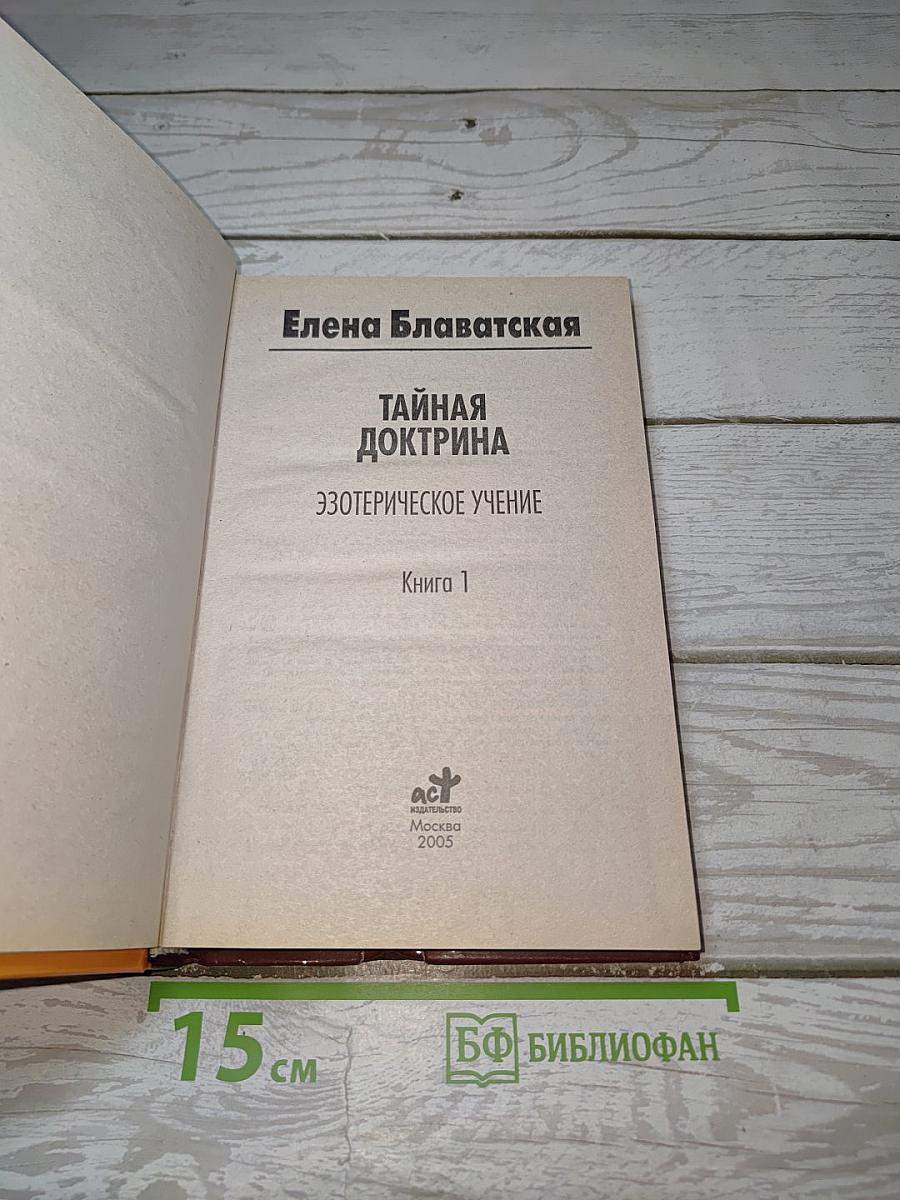 Елена Блаватская
ТАЙНАЯ
ДОКТРИНА
ЭЗОТЕРИЧЕСКОЕ УЧЕНИЕ
Книга 1
аст
ИЗДАТЕЛЬСТВО
Москва
2005
15 см
БФ БИБЛИОФАН